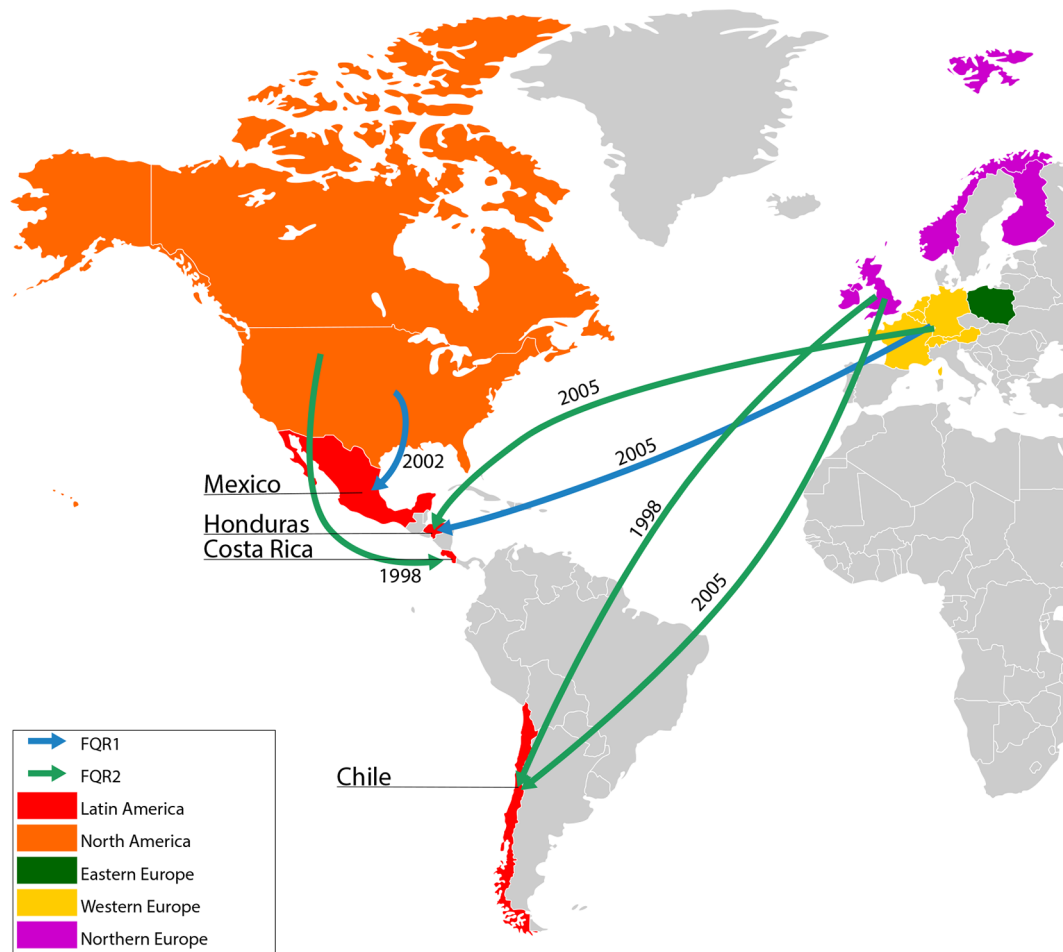 2005
2005
2002
Mexico
1998
Honduras
Costa Rica
1998
2005
FQR1
FQR2
Chile
Latin America
North America
Eastern Europe
Western Europe
Northern Europe